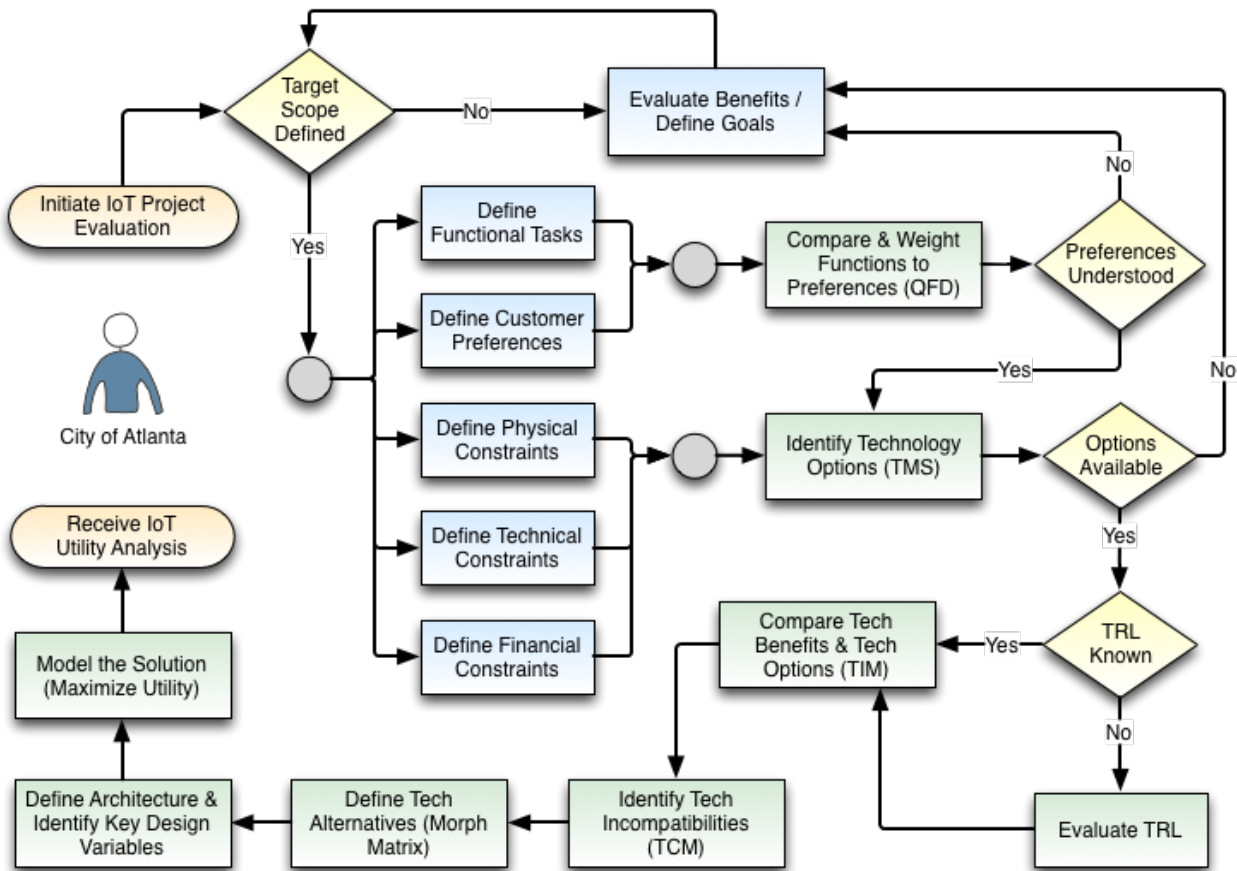 Target
Scope
Defined
No
Evaluate Benefits /
Define Goals
Initiate IoT Project
Evaluation
Yes
Define
Functional Tasks
Define Customer
Preferences
Compare & Weight
Functions to
Preferences (QFD)
Preferences
Understood
No
Yes
No
City of Atlanta
Define Physical
Constraints
Define Technical
Constraints
Define Financial
Constraints
Identify Technology
Options (TMS)
Options
Available
Yes
TRL
Known
Yes
No
Compare Tech
Benefits & Tech
Options (TIM)
Evaluate TRL
Identify Tech
Incompatibilities
(TCM)
Define Tech
Alternatives (Morph
Matrix)
Define Architecture &
Identify Key Design
Variables
Model the Solution
(Maximize Utility)
Receive IoT
Utility Analysis